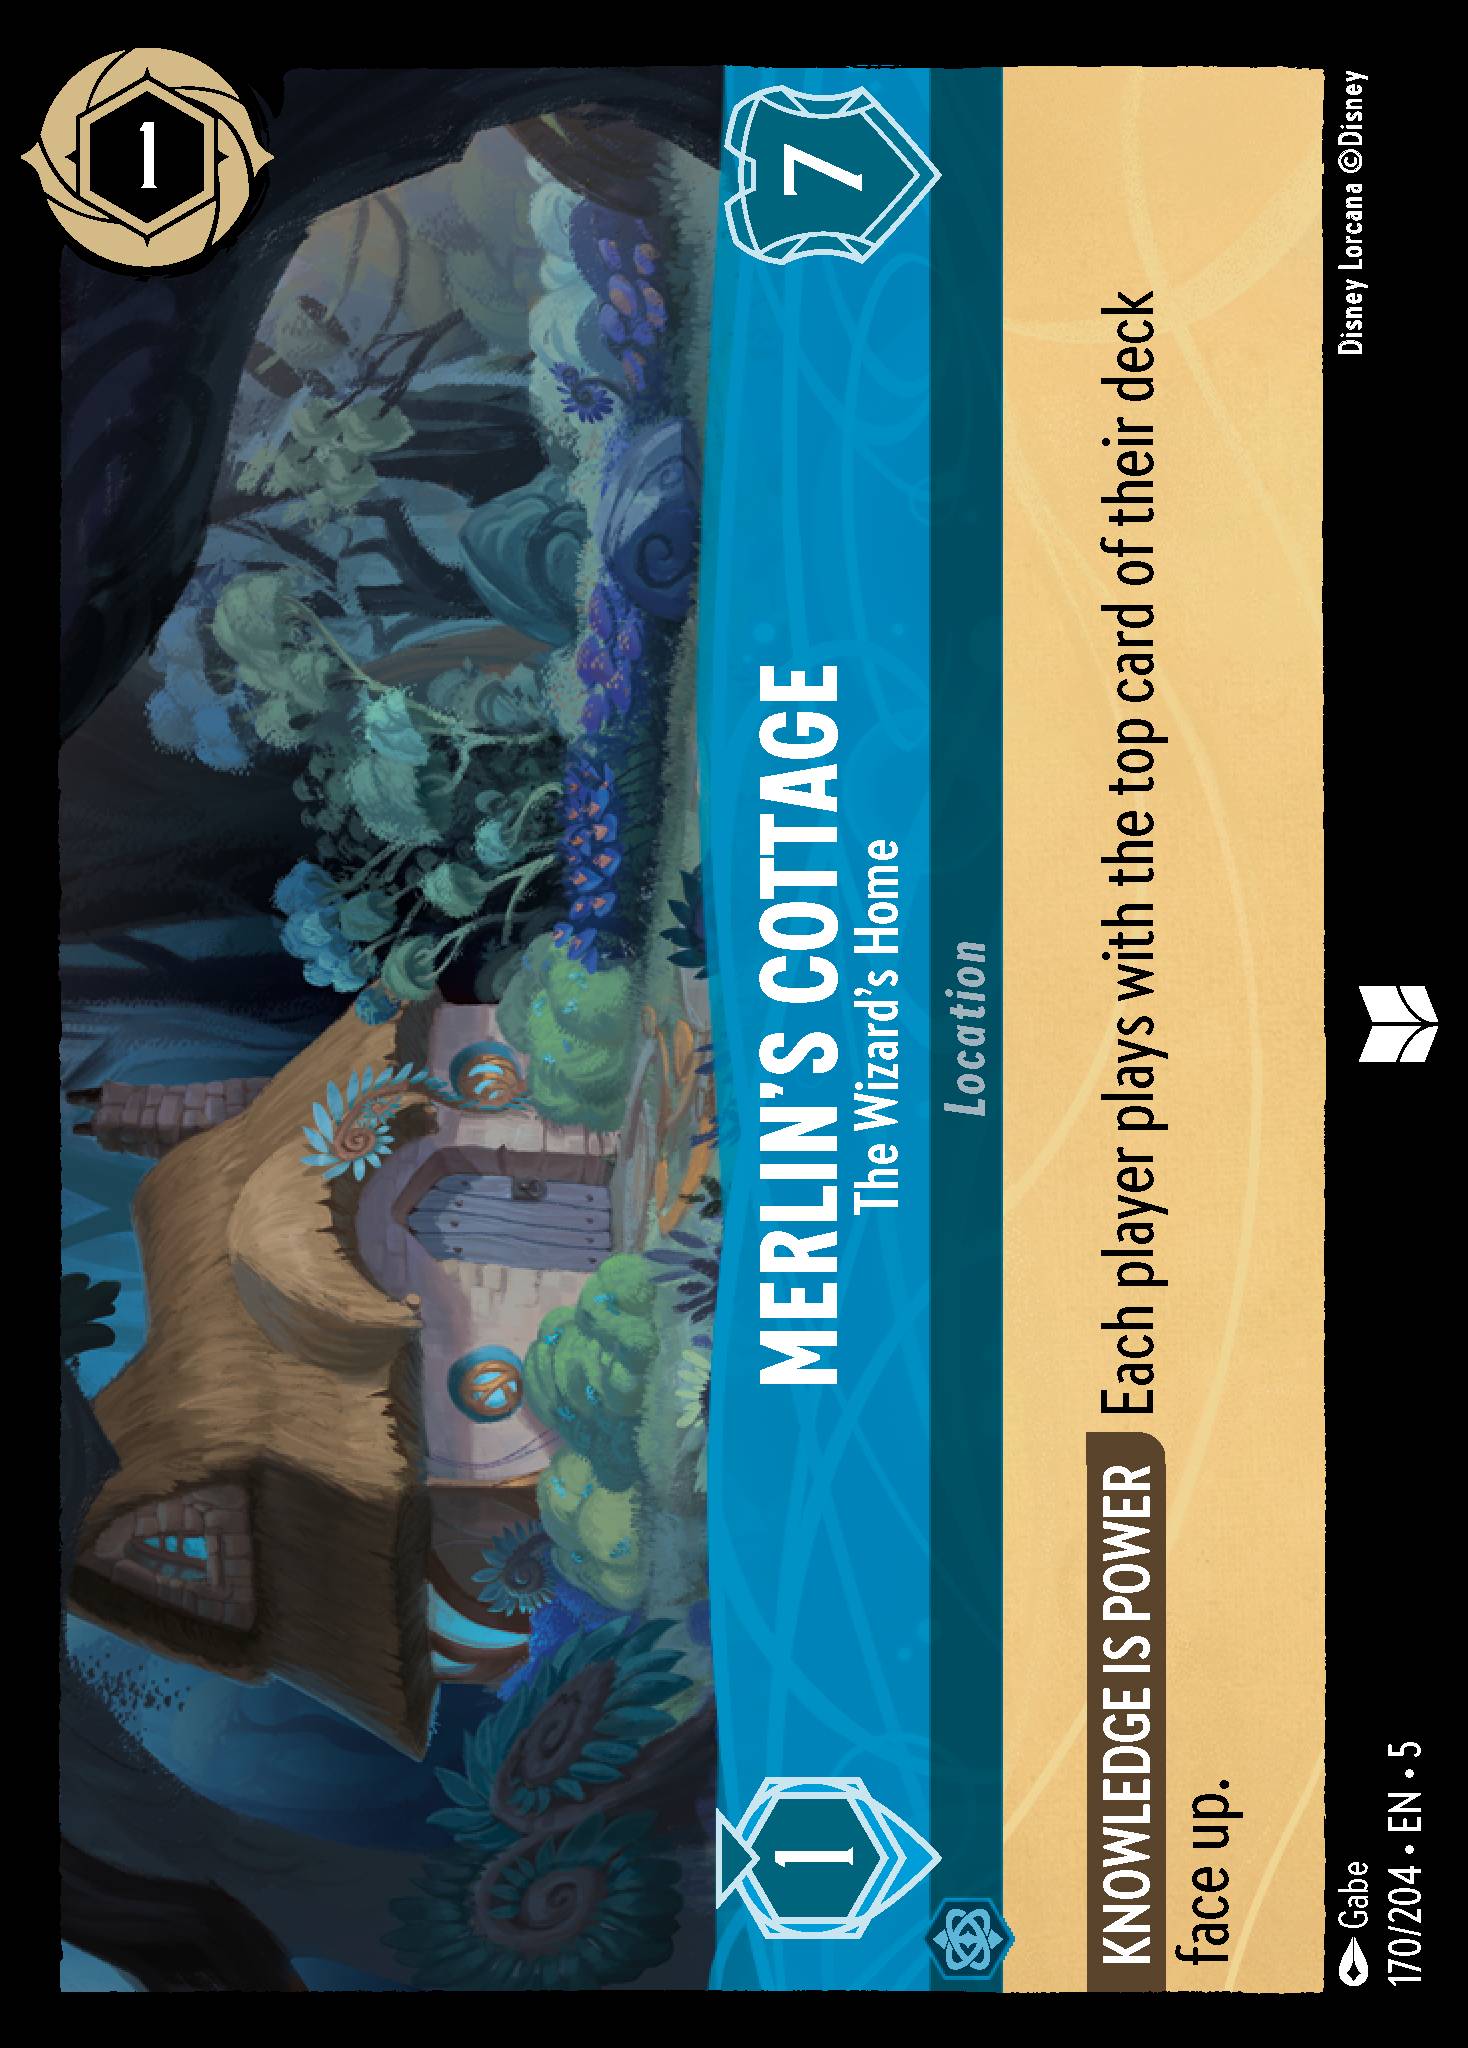 1
MERLIN'S COTTAGE
The Wizard's Home
1
7
Location
KNOWLEDGE IS POWER Each player plays with the top card of their deck
face up.
Gabe
170/204 • EN • 5
Disney Lorcana ©Disney